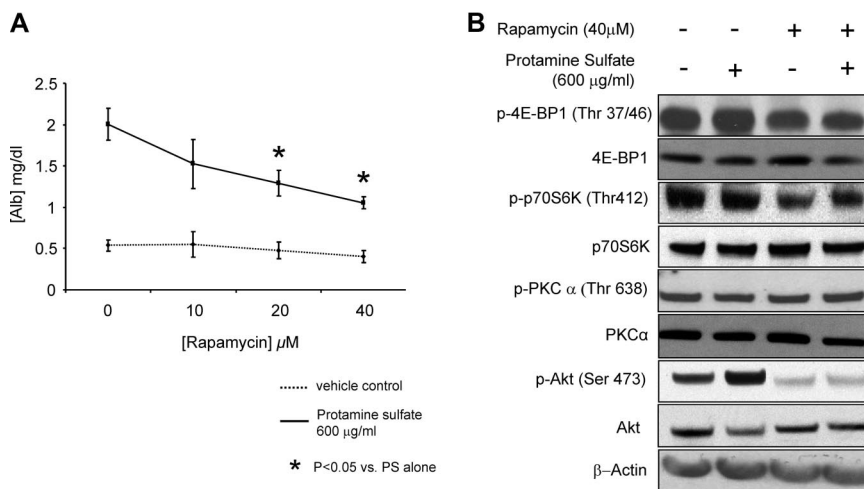 A
2.5
2
1.5
1
0.5
0
[Alb] mg/dl
*
*
0 10 20 40
[Rapamycin] μM
vehicle control
Protamine sulfate
600 μg/ml
* P<0.05 vs. PS alone
B
Rapamycin (40μM) - - + +
Protamine Sulfate
(600 μg/ml) - + - +
p-4E-BP1 (Thr 37/46)
4E-BP1
p-p70S6K (Thr412)
p70S6K
p-PKC α (Thr 638)
PKCα
p-Akt (Ser 473)
Akt
β–Actin